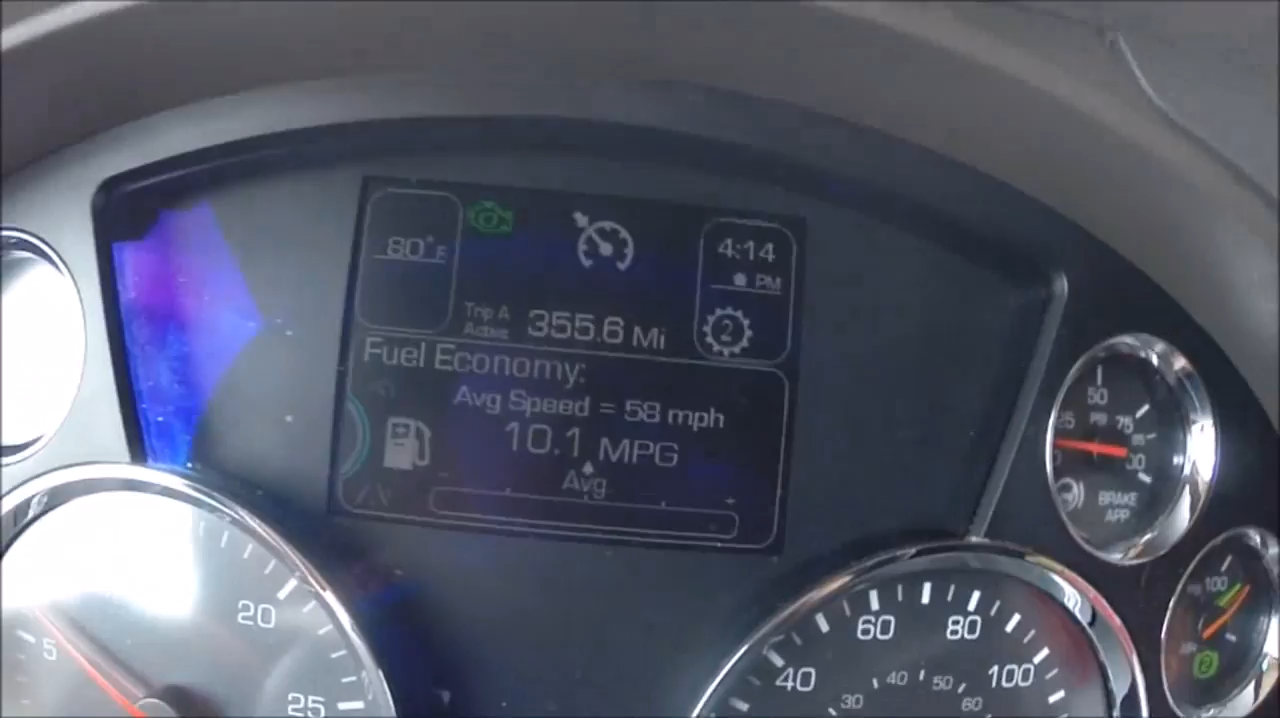 80°F
4:14
PM
2
Trip A
Active
355.6 Mi
Fuel Economy:
Avg Speed = 58 mph
10.1 MPG
Avg
50
75
BRAKE
APP
100
2
5
20
25
40
60
80
100
30
40
50
60